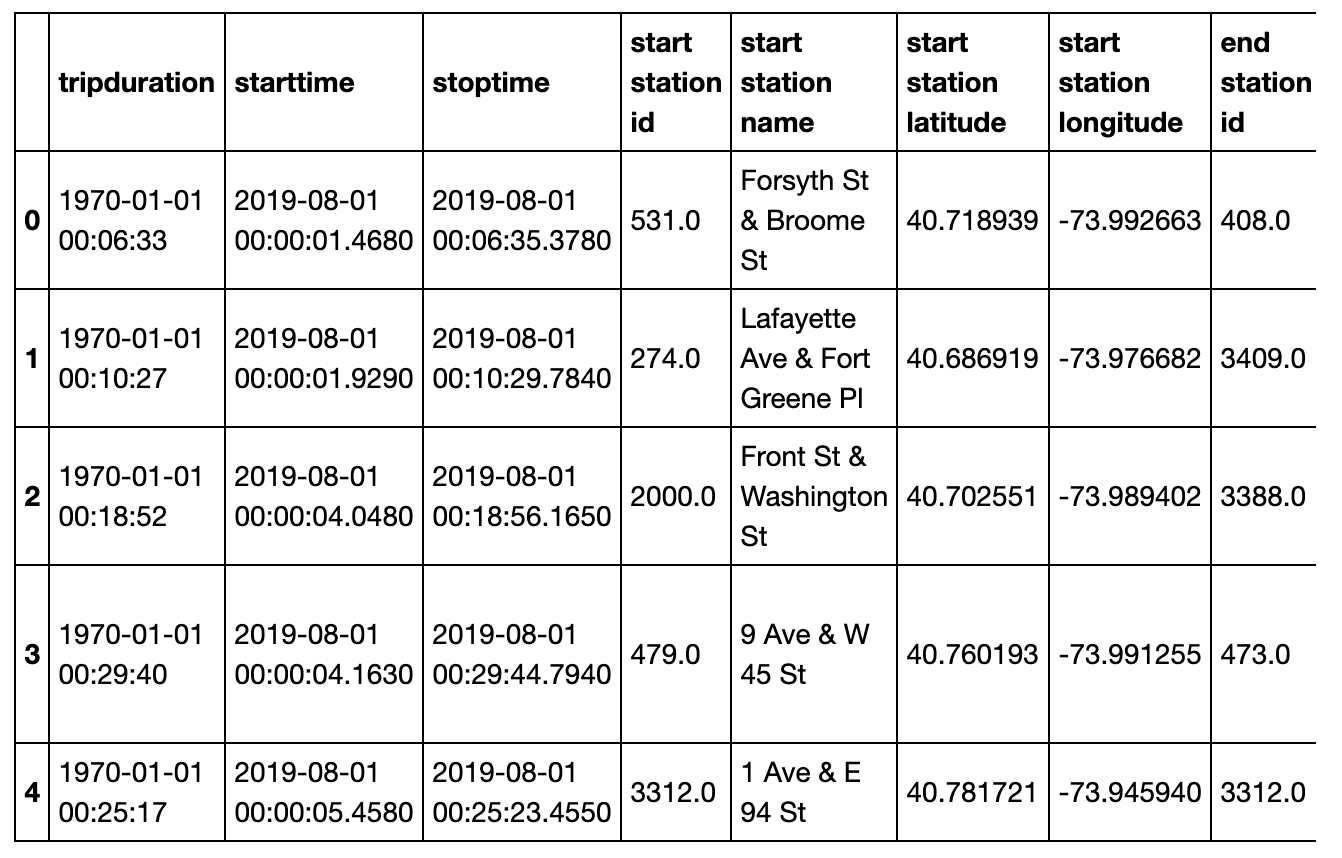 tripduration starttime stoptime start station id start station name start station latitude start station longitude end station id
0 1970-01-01 00:06:33 2019-08-01 00:00:01.4680 2019-08-01 00:06:35.3780 531.0 Forsyth St & Broome St 40.718939 -73.992663 408.0
1 1970-01-01 00:10:27 2019-08-01 00:00:01.9290 2019-08-01 00:10:29.7840 274.0 Lafayette Ave & Fort Greene Pl 40.686919 -73.976682 3409.0
2 1970-01-01 00:18:52 2019-08-01 00:00:04.0480 2019-08-01 00:18:56.1650 2000.0 Front St & Washington St 40.702551 -73.989402 3388.0
3 1970-01-01 00:29:40 2019-08-01 00:00:04.1630 2019-08-01 00:29:44.7940 479.0 9 Ave & W 45 St 40.760193 -73.991255 473.0
4 1970-01-01 00:25:17 2019-08-01 00:00:05.4580 2019-08-01 00:25:23.4550 3312.0 1 Ave & E 94 St 40.781721 -73.945940 3312.0